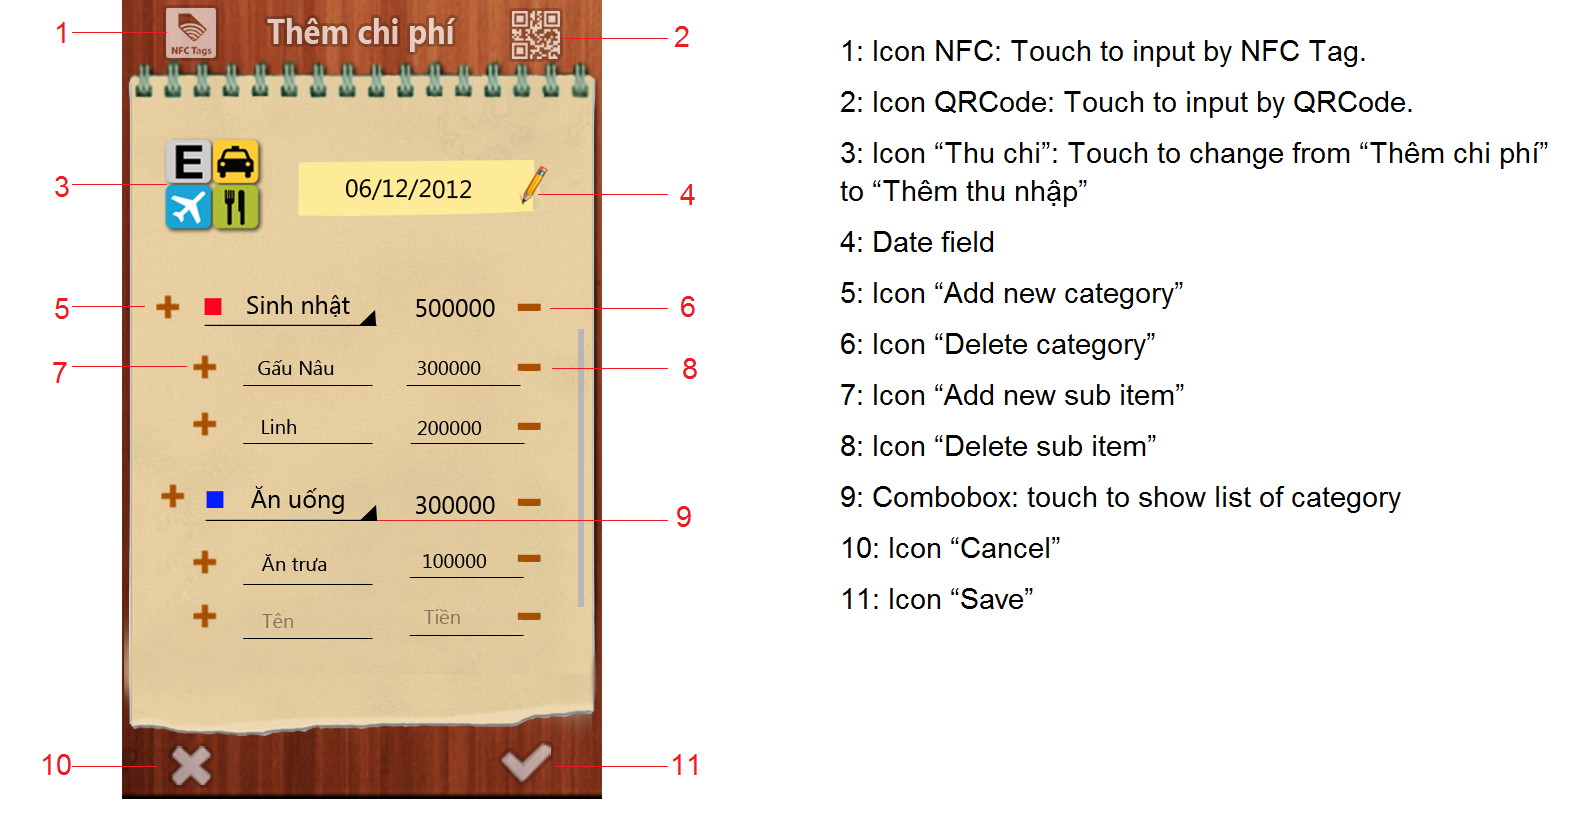 1
NFC Tags
Thêm chi phí
2
E
3
06/12/2012
4
5
Sinh nhật
500000
6
7
Gấu Nâu
300000
8
Linh
200000
Ăn uống
300000
9
Ăn trưa
100000
Tên
Tiền
10
11
1: Icon NFC: Touch to input by NFC Tag.
2: Icon QRCode: Touch to input by QRCode.
3: Icon “Thu chi”: Touch to change from “Thêm chi phí”
to “Thêm thu nhập”
4: Date field
5: Icon “Add new category”
6: Icon “Delete category”
7: Icon “Add new sub item”
8: Icon “Delete sub item”
9: Combobox: touch to show list of category
10: Icon “Cancel”
11: Icon “Save”